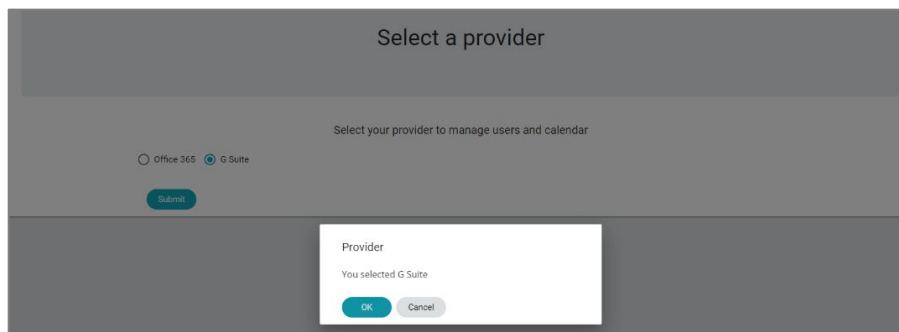 Select a provider
Select your provider to manage users and calendar
Office 365 G Suite
Submit
Provider
You selected G Suite
OK Cancel